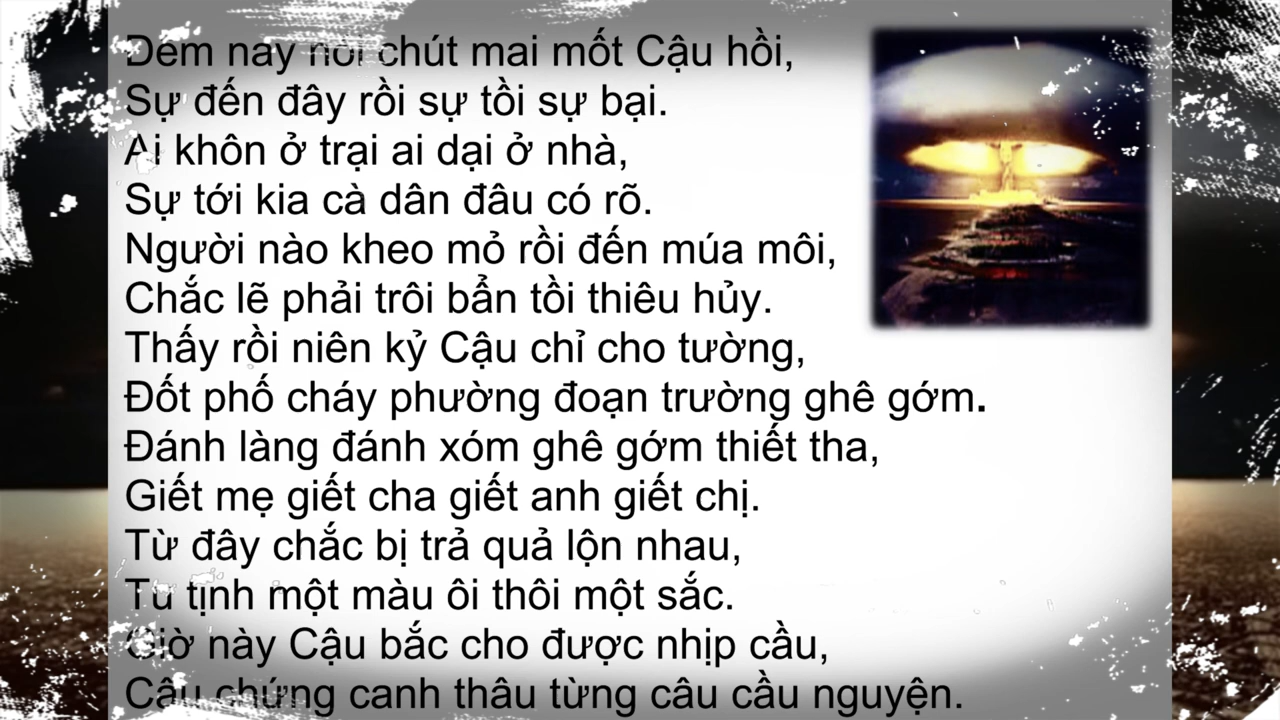 Đêm nay nói chút mai mốt Cậu hồi,
Sự đến đây rồi sự tồi sự bại.
Ai khôn ở trại ai dại ở nhà,
Sự tới kia cà dân đâu có rõ.
Người nào kheo mỏ rồi đến múa môi,
Chắc lẽ phải trôi bẩn tồi thiêu hủy.
Thấy rồi niên kỷ Cậu chỉ cho tường,
Đốt phố cháy phường đoạn trường ghê gớm.
Đánh làng đánh xóm ghê gớm thiết tha,
Giết mẹ giết cha giết anh giết chị.
Từ đây chắc bị trả quả lộn nhau,
Tu tịnh một màu ôi thôi một sắc.
Giờ này Cậu bắc cho được nhịp cầu,
Cậu chứng canh thâu từng câu cầu nguyện.